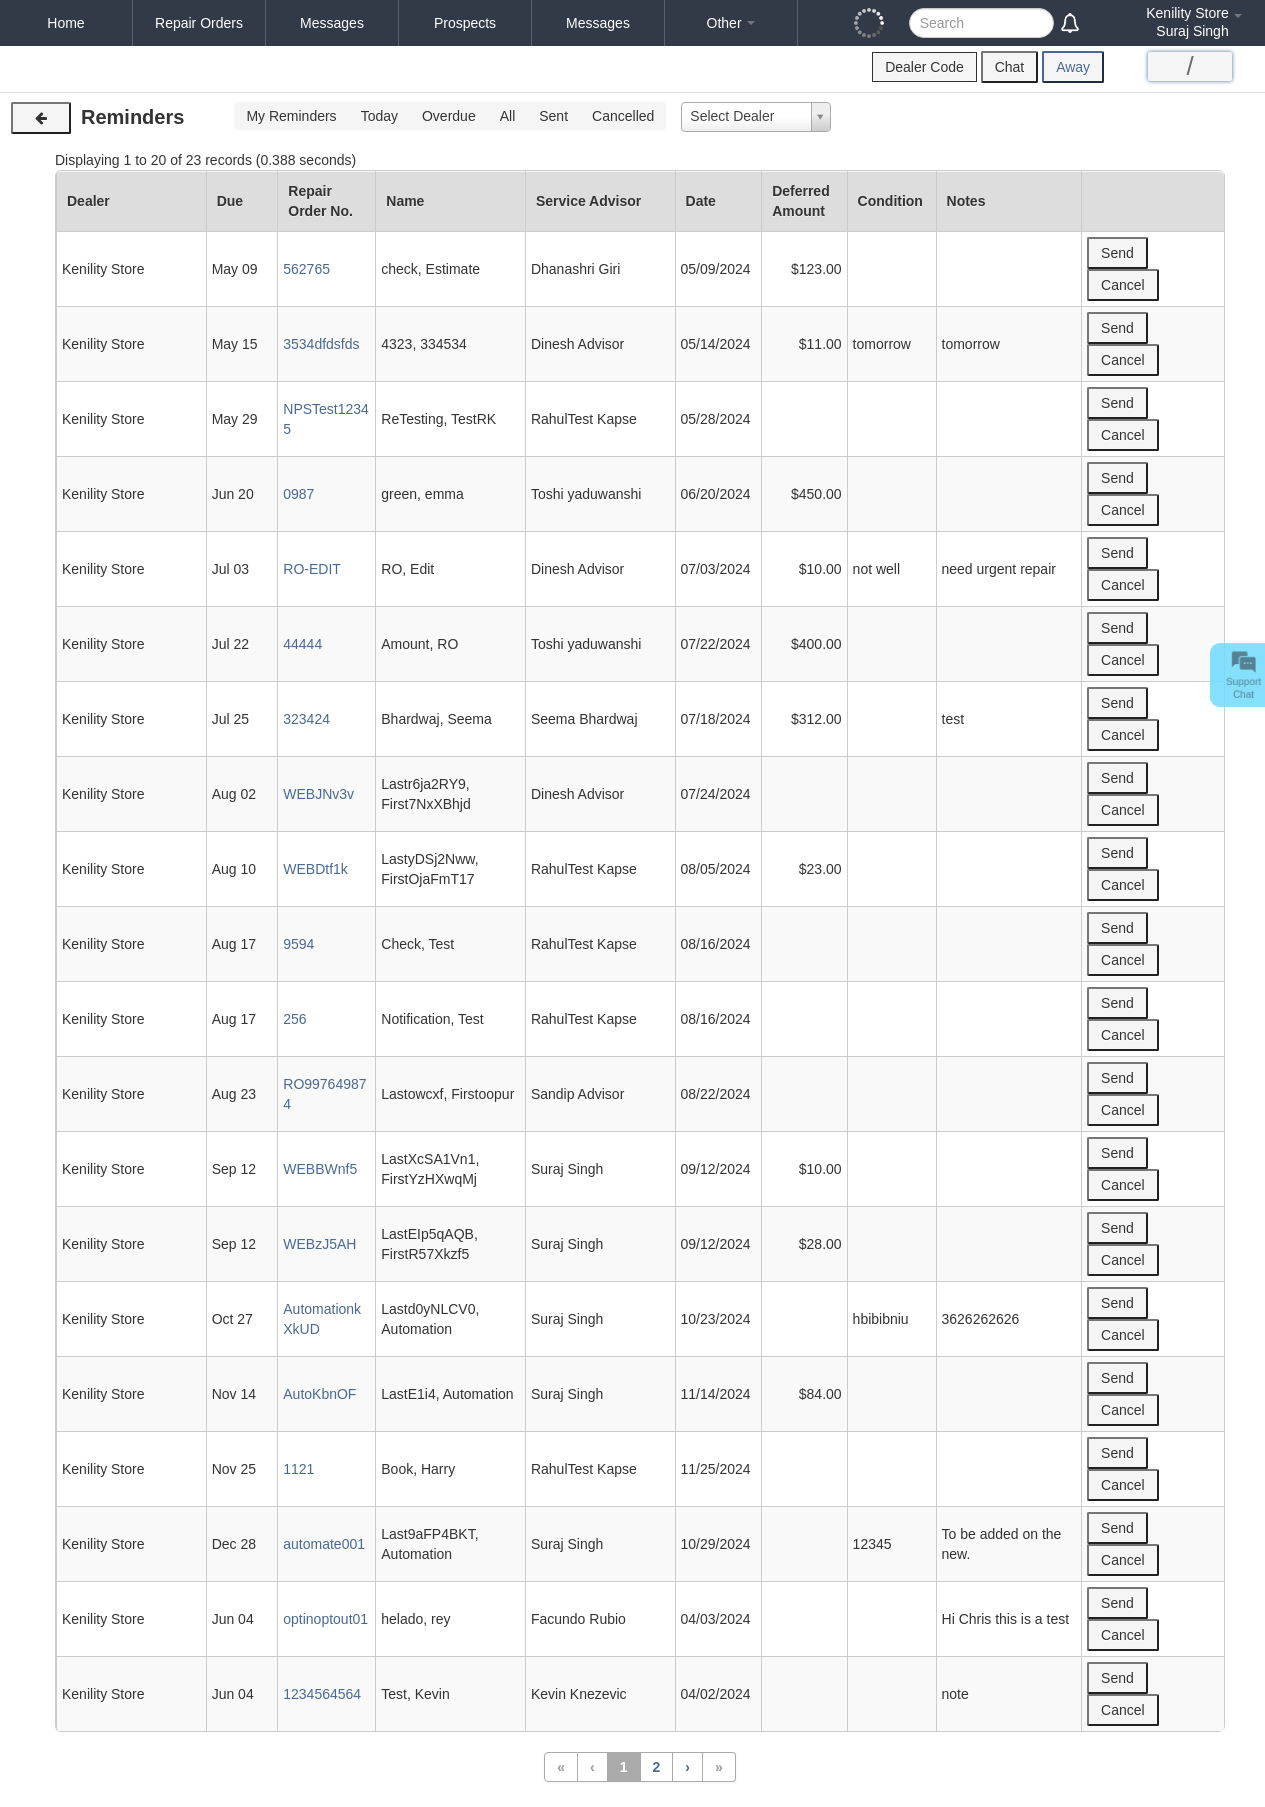 Home Repair Orders Messages Prospects Messages Other Search Kenility Store
Suraj Singh
Dealer Code Chat Away /
Reminders My Reminders Today Overdue All Sent Cancelled Select Dealer
Displaying 1 to 20 of 23 records (0.388 seconds)
Dealer Due Repair Order No. Name Service Advisor Date Deferred Amount Condition Notes
Kenility Store May 09 562765 check, Estimate Dhanashri Giri 05/09/2024 $123.00 Send
Cancel
Kenility Store May 15 3534dfdsfds 4323, 334534 Dinesh Advisor 05/14/2024 $11.00 tomorrow tomorrow Send
Cancel
Kenility Store May 29 NPSTest12345 ReTesting, TestRK RahulTest Kapse 05/28/2024 Send
Cancel
Kenility Store Jun 20 0987 green, emma Toshi yaduwanshi 06/20/2024 $450.00 Send
Cancel
Kenility Store Jul 03 RO-EDIT RO, Edit Dinesh Advisor 07/03/2024 $10.00 not well need urgent repair Send
Cancel
Kenility Store Jul 22 44444 Amount, RO Toshi yaduwanshi 07/22/2024 $400.00 Send
Cancel
Support
Chat
Kenility Store Jul 25 323424 Bhardwaj, Seema Seema Bhardwaj 07/18/2024 $312.00 test Send
Cancel
Kenility Store Aug 02 WEBJNv3v Lastr6ja2RY9, First7NxXBhjd Dinesh Advisor 07/24/2024 Send
Cancel
Kenility Store Aug 10 WEBDtf1k LastyDSj2Nww, FirstOjaFmT17 RahulTest Kapse 08/05/2024 $23.00 Send
Cancel
Kenility Store Aug 17 9594 Check, Test RahulTest Kapse 08/16/2024 Send
Cancel
Kenility Store Aug 17 256 Notification, Test RahulTest Kapse 08/16/2024 Send
Cancel
Kenility Store Aug 23 RO997649874 Lastowcxf, Firstoopur Sandip Advisor 08/22/2024 Send
Cancel
Kenility Store Sep 12 WEBBWnf5 LastXcSA1Vn1, FirstYzHXwqMj Suraj Singh 09/12/2024 $10.00 Send
Cancel
Kenility Store Sep 12 WEBzJ5AH LastEIp5qAQB, FirstR57Xkzf5 Suraj Singh 09/12/2024 $28.00 Send
Cancel
Kenility Store Oct 27 AutomationkXkUD Lastd0yNLCV0, Automation Suraj Singh 10/23/2024 hbibibniu 3626262626 Send
Cancel
Kenility Store Nov 14 AutoKbnOF LastE1i4, Automation Suraj Singh 11/14/2024 $84.00 Send
Cancel
Kenility Store Nov 25 1121 Book, Harry RahulTest Kapse 11/25/2024 Send
Cancel
Kenility Store Dec 28 automate001 Last9aFP4BKT, Automation Suraj Singh 10/29/2024 12345 To be added on the new. Send
Cancel
Kenility Store Jun 04 optinoptout01 helado, rey Facundo Rubio 04/03/2024 Hi Chris this is a test Send
Cancel
Kenility Store Jun 04 1234564564 Test, Kevin Kevin Knezevic 04/02/2024 note Send
Cancel
« ‹ 1 2 › »